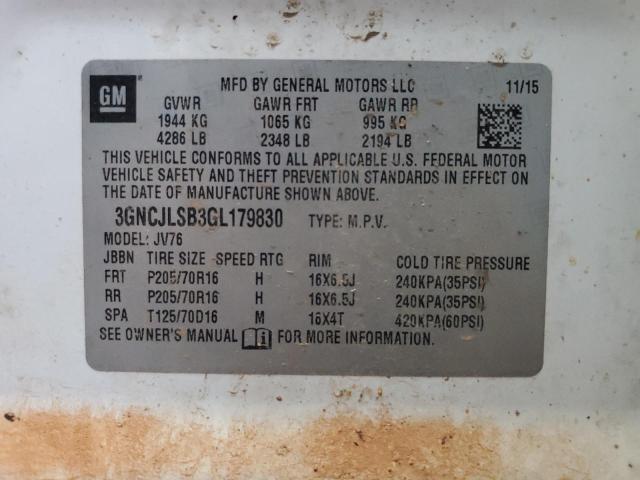 GM
MFD BY GENERAL MOTORS LLC 11/15
GVWR GAWR FRT GAWR RR
1944 KG 1065 KG 995 KG
4286 LB 2348 LB 2194 LB
THIS VEHICLE CONFORMS TO ALL APPLICABLE U.S. FEDERAL MOTOR
VEHICLE SAFETY AND THEFT PREVENTION STANDARDS IN EFFECT ON
THE DATE OF MANUFACTURE SHOWN ABOVE.
3GNCJLSB3GL179830 TYPE: M.P.V.
MODEL: JV76
JBBN TIRE SIZE SPEED RTG RIM COLD TIRE PRESSURE
FRT P205/70R16 H 16X6.5J 240KPA(35PSI)
RR P205/70R16 H 16X6.5J 240KPA(35PSI)
SPA T125/70D16 M 16X4T 420KPA(60PSI)
SEE OWNER'S MANUAL FOR MORE INFORMATION.